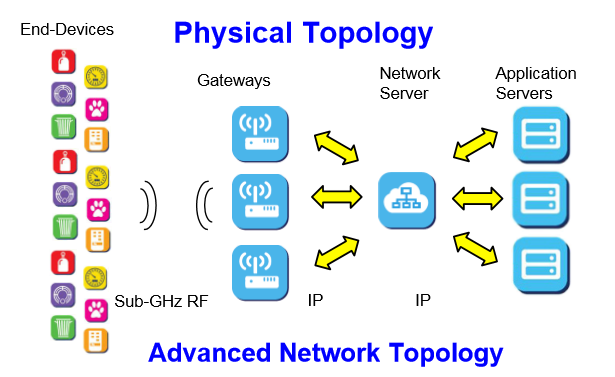 Physical Topology
End-Devices
Gateways
Network
Server
Application
Servers
Sub-GHz RF
IP
IP
Advanced Network Topology